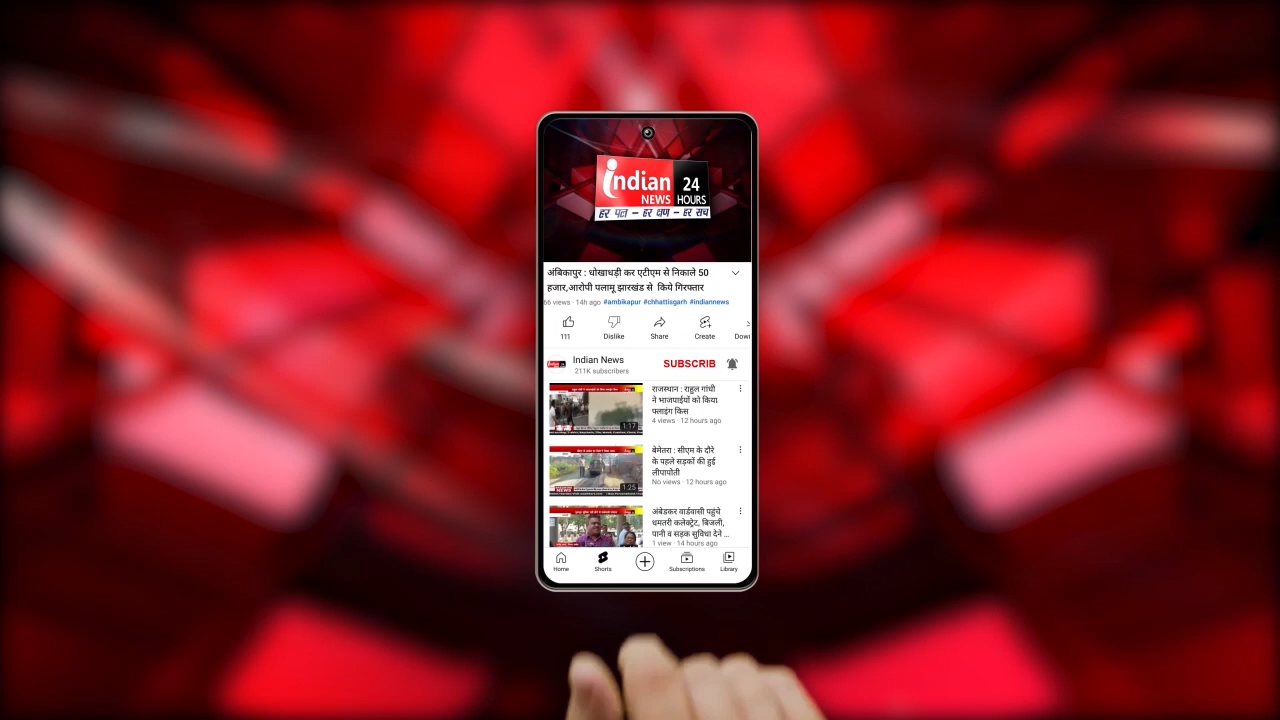 indian
NEWS
24
HOURS
हर पल – हर क्षण – हर सच
अंबिकापुर : धोखाधड़ी कर एटीएम से निकाले 50
हजार,आरोपी पलामू झारखंड से किये गिरफ्तार
66 views · 14h ago #ambikapur #chhattisgarh #indiannews
111
Dislike
Share
Create
Dow
Indian News
211K subscribers
SUBSCRIB
राजस्थान : राहुल गांधी
ने भाजपाईयों को किया
फ्लाइंग किस
4 views · 12 hours ago
1:17
बेमेतरा : सीएम के दौरे
के पहले सड़कों की हुई
लीपापोती
No views · 12 hours ago
1:25
अंबेडकर वार्डवासी पहुंचे
धमतरी कलेक्ट्रेट, बिजली,
पानी व सड़क सुविधा देने ...
1 view · 14 hours ago
Home
Shorts
Subscriptions
Library